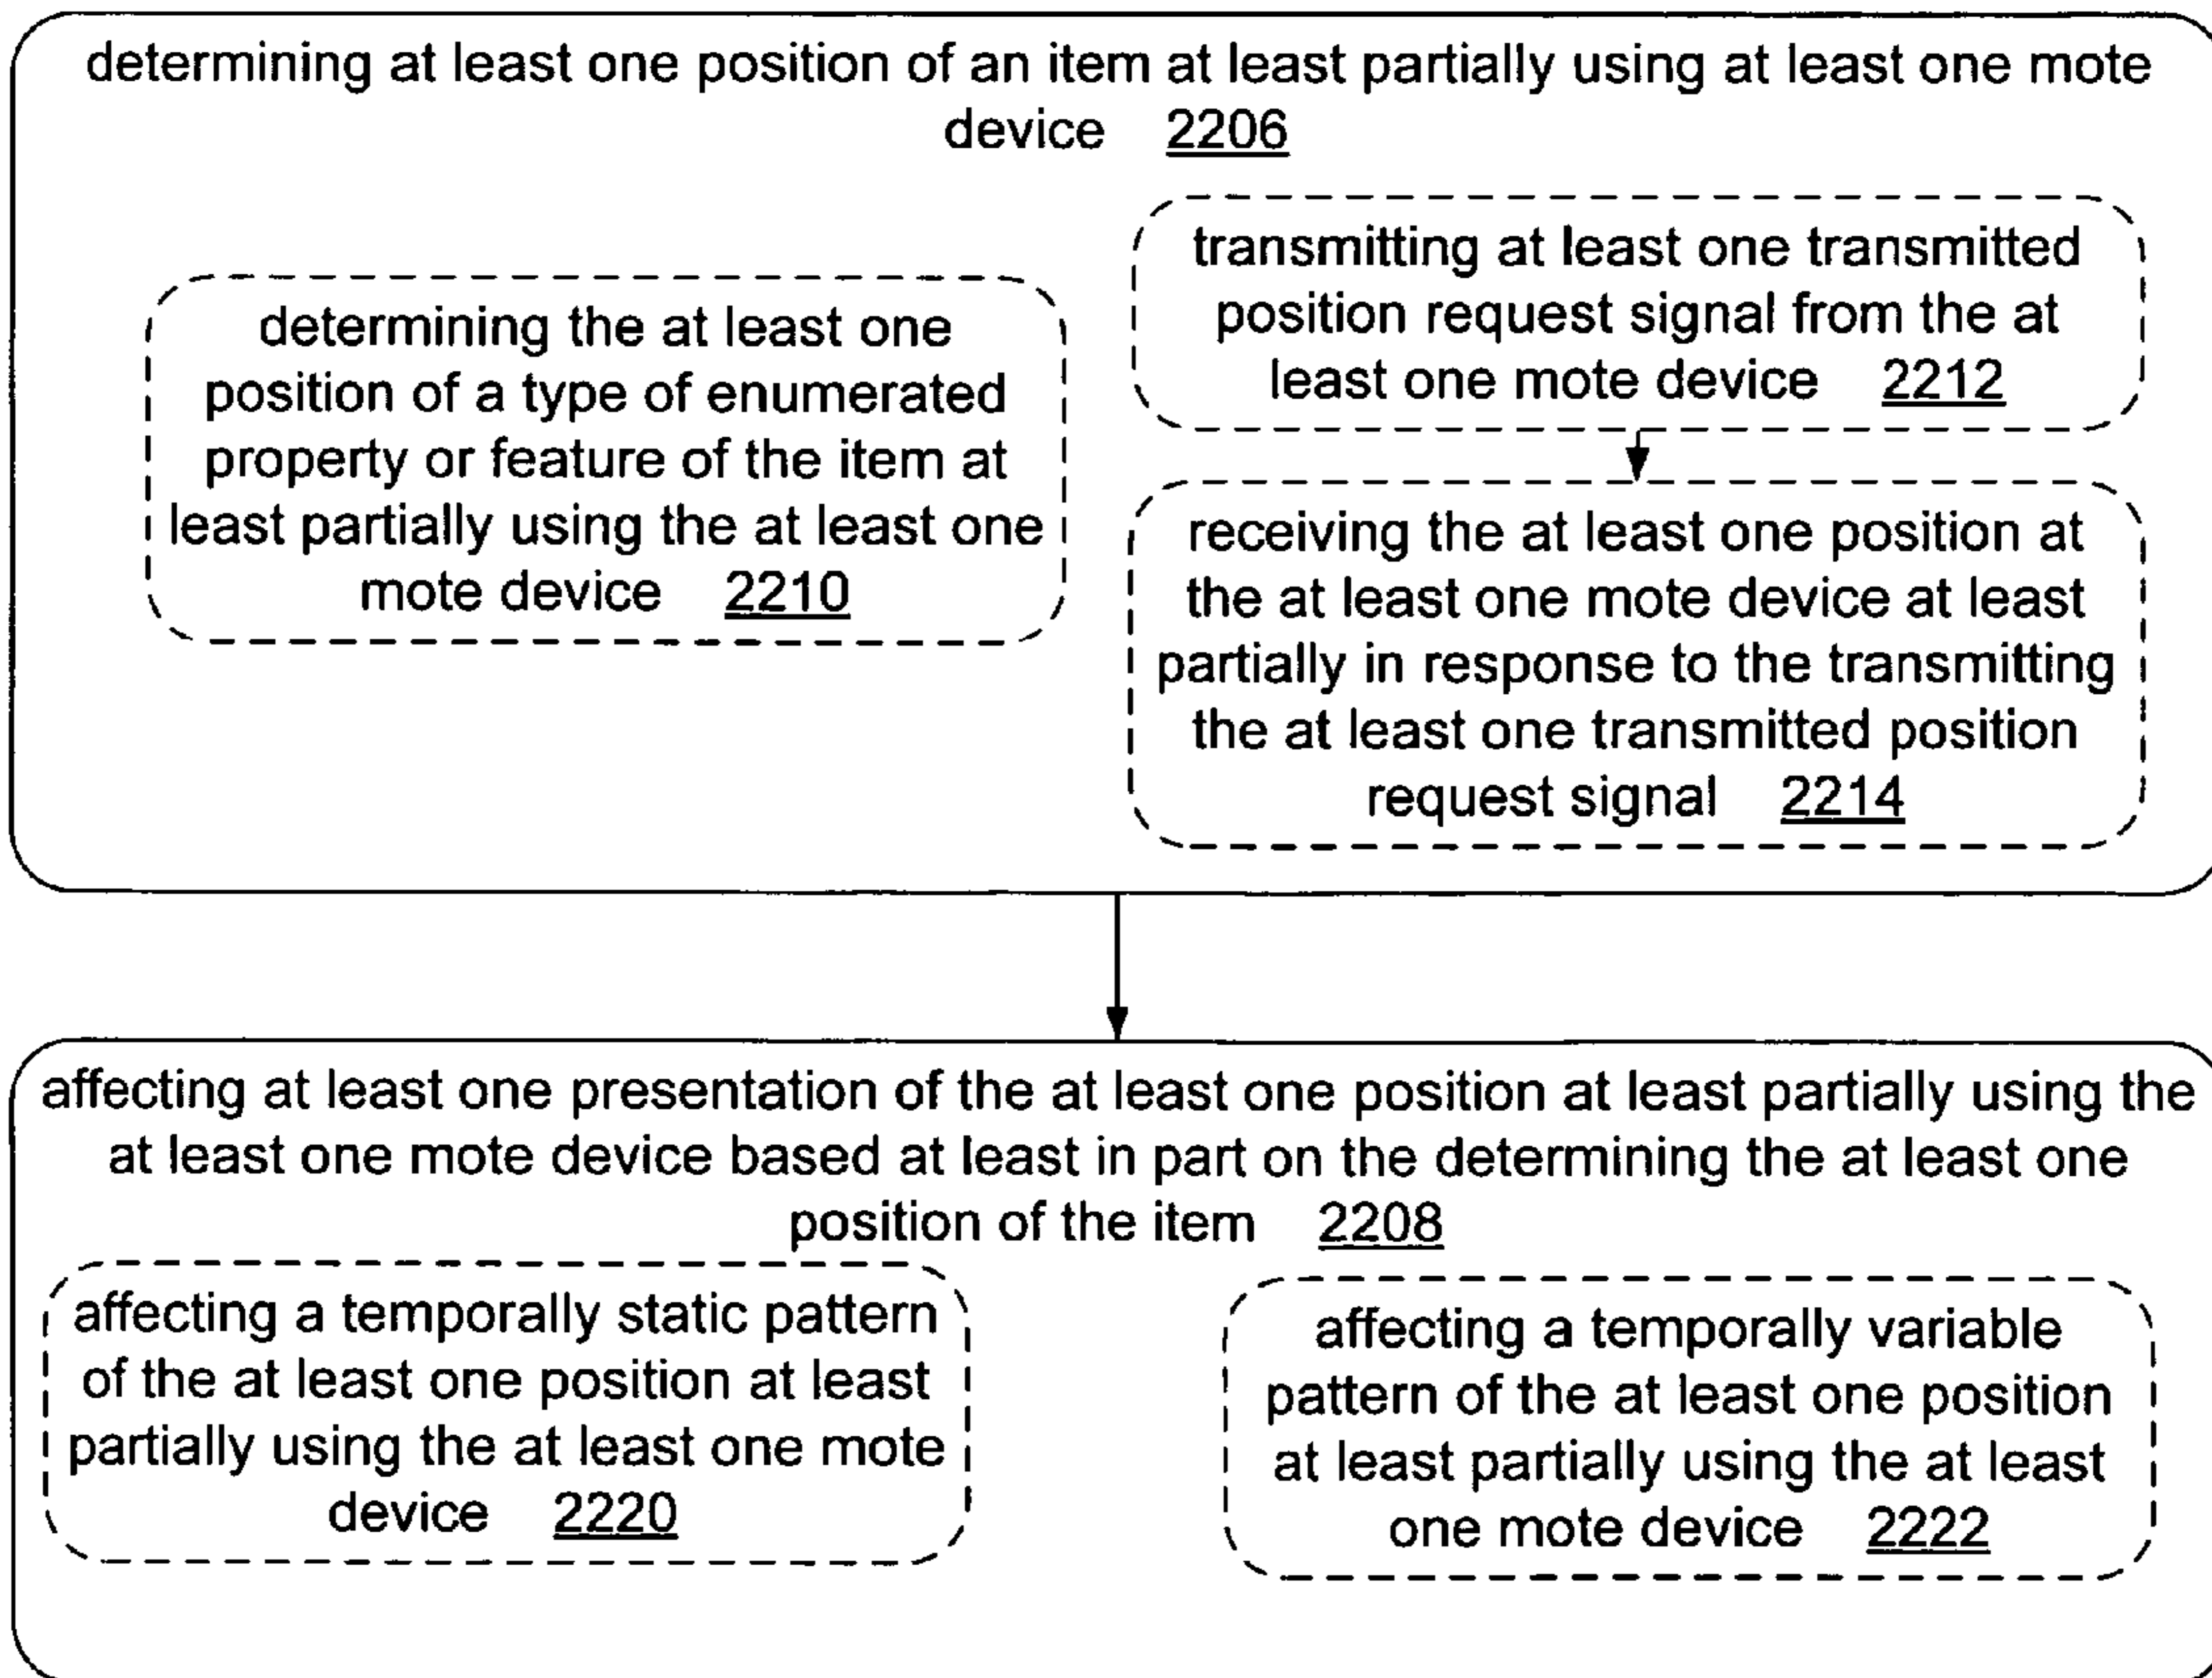 determining at least one position of an item at least partially using at least one mote
device 2206
determining the at least one
position of a type of enumerated
property or feature of the item at
least partially using the at least one
mote device 2210
transmitting at least one transmitted
position request signal from the at
least one mote device 2212
receiving the at least one position at
the at least one mote device at least
partially in response to the transmitting
the at least one transmitted position
request signal 2214
affecting at least one presentation of the at least one position at least partially using the
at least one mote device based at least in part on the determining the at least one
position of the item 2208
affecting a temporally static pattern
of the at least one position at least
partially using the at least one mote
device 2220
affecting a temporally variable
pattern of the at least one position
at least partially using the at least
one mote device 2222